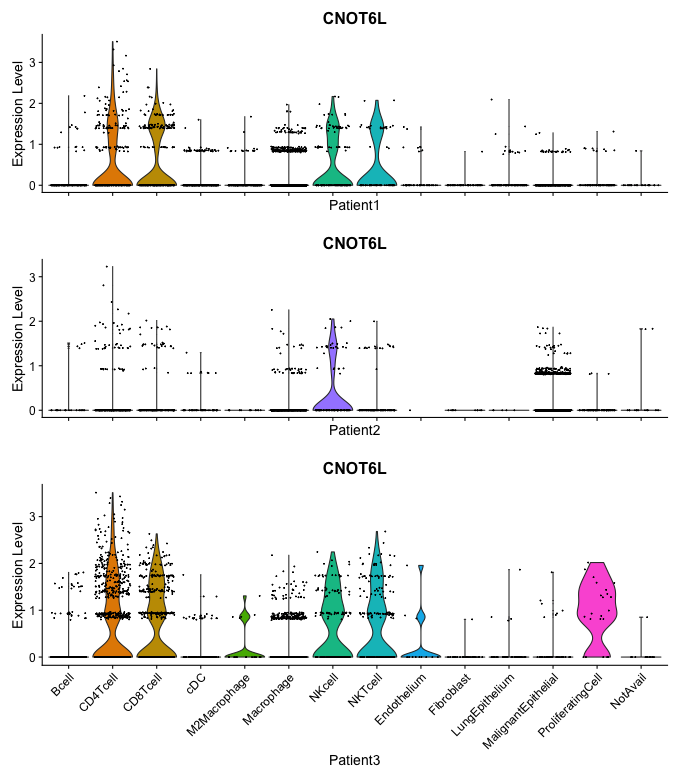 CNOT6L
Expression Level
3
2
1
0
Patient1
CNOT6L
Expression Level
3
2
1
0
Patient2
CNOT6L
Expression Level
3
2
1
0
Bcell
CD4Tcell
CD8Tcell
cDC
M2Macrophage
Macrophage
NKcell
NKTcell
Endothelium
Fibroblast
LungEpithelium
MalignantEpithelial
ProliferatingCell
NotAvail
Patient3